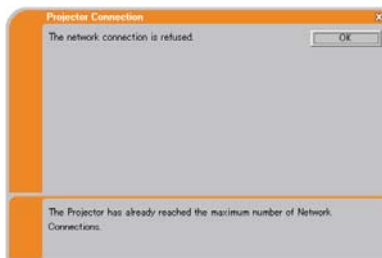 Projector Connection
X
The network connection is refused.
OK
The Projector has already reached the maximum number of Network
Connections.